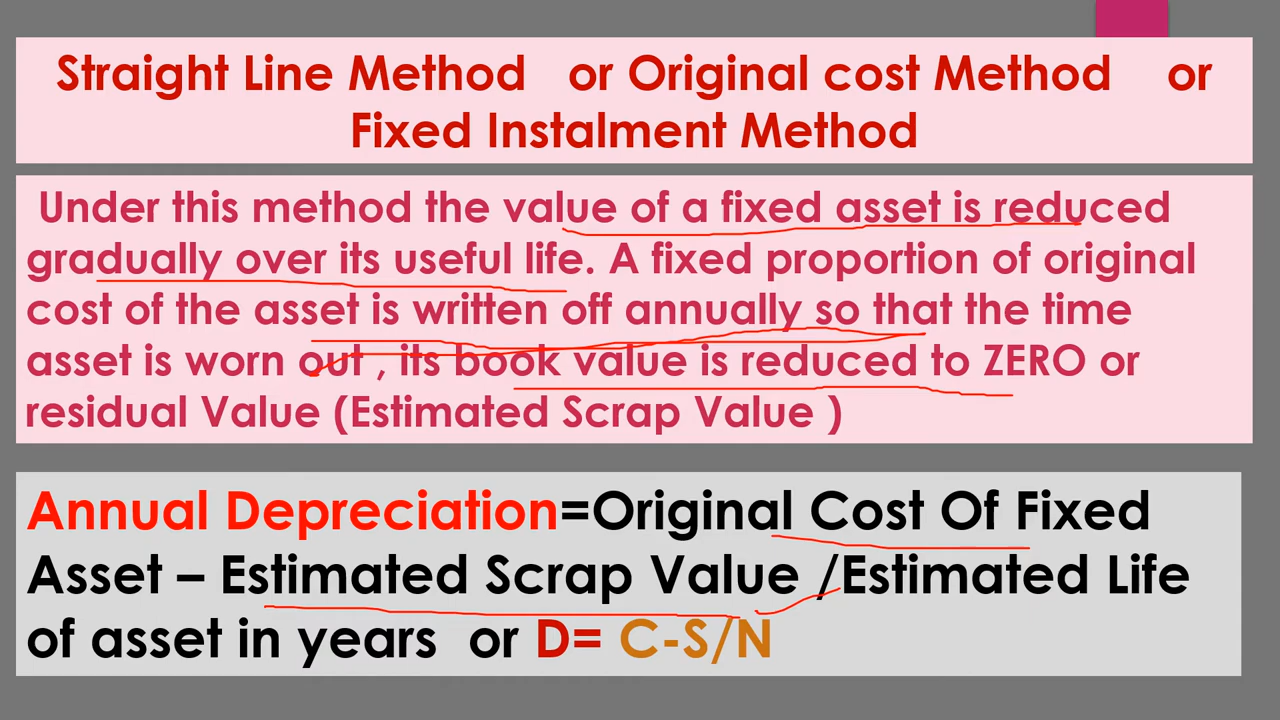 Straight Line Method or Original cost Method or
Fixed Instalment Method
Under this method the value of a fixed asset is reduced
gradually over its useful life. A fixed proportion of original
cost of the asset is written off annually so that the time
asset is worn out , its book value is reduced to ZERO or
residual Value (Estimated Scrap Value )
Annual Depreciation=Original Cost Of Fixed
Asset – Estimated Scrap Value /Estimated Life
of asset in years or D= C-S/N